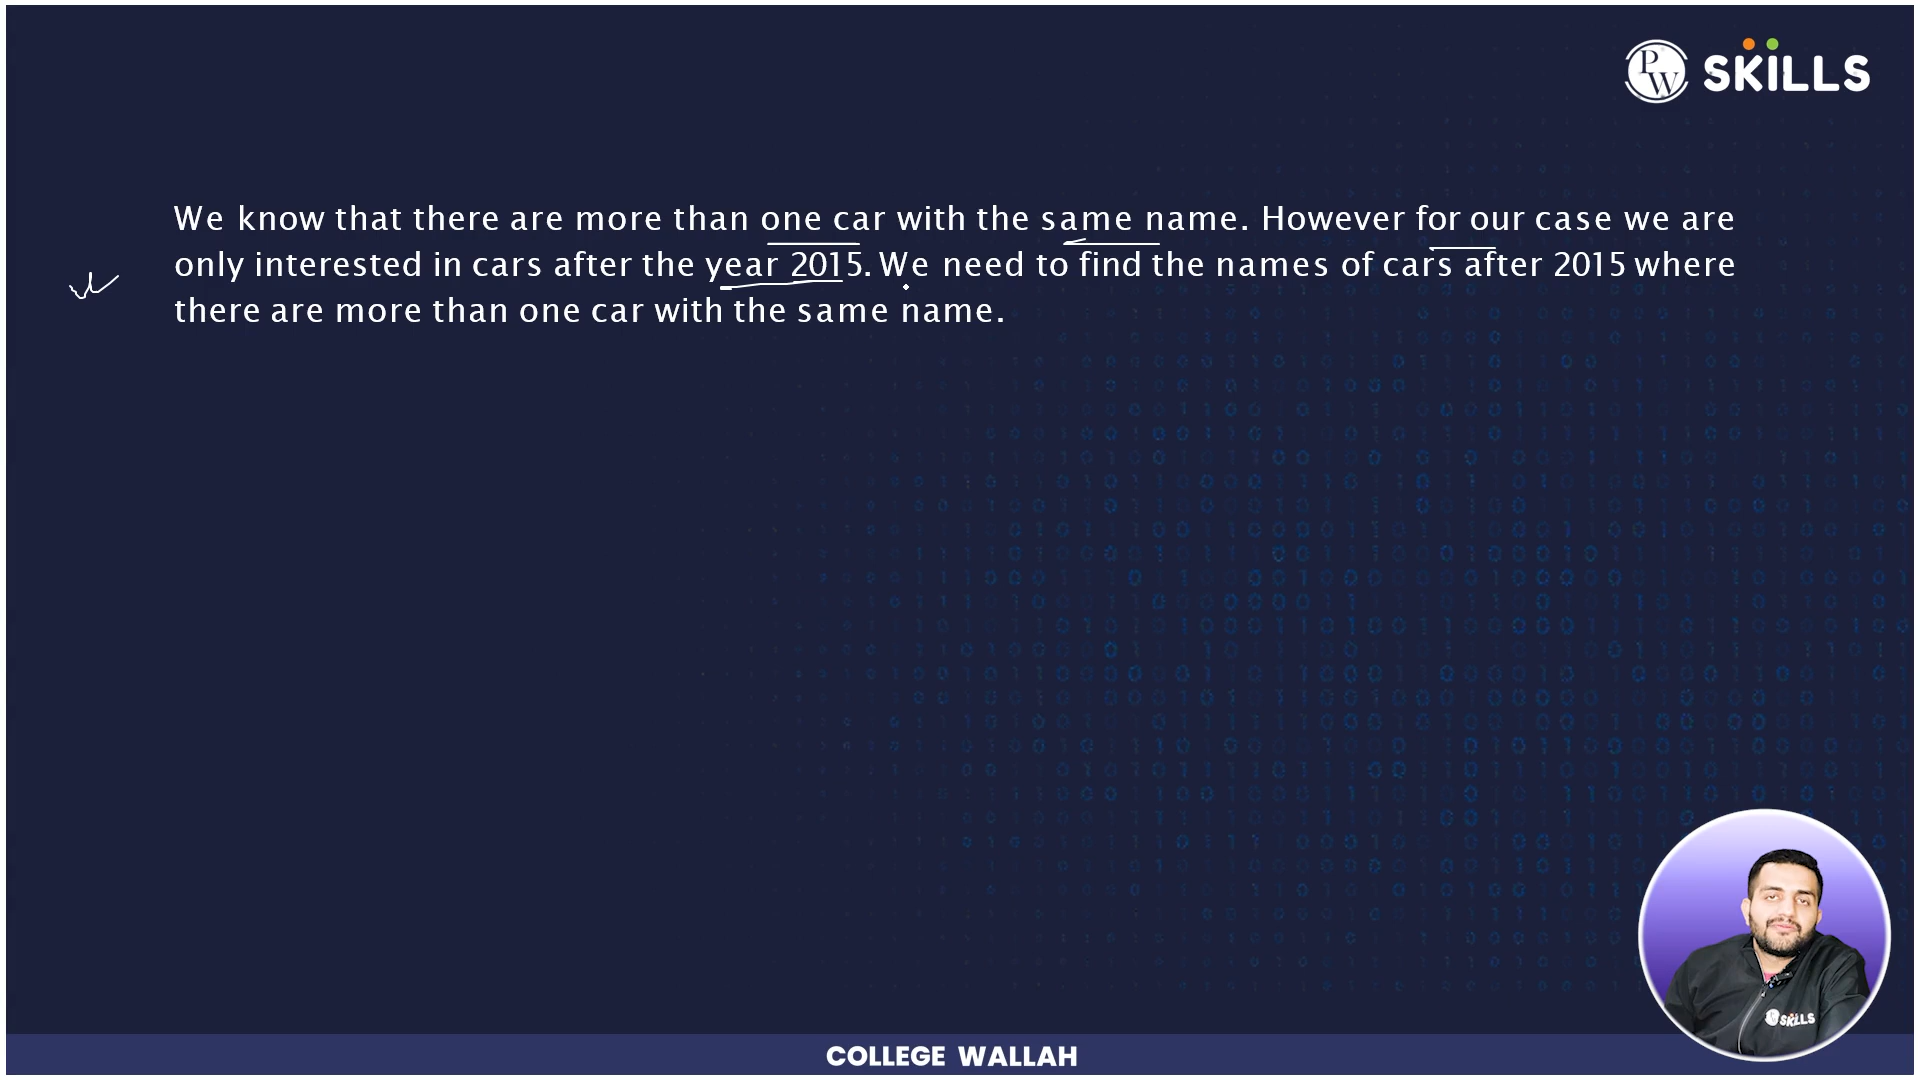 PW SKILLS
We know that there are more than one car with the same name. However for our case we are
only interested in cars after the year 2015. We need to find the names of cars after 2015 where
there are more than one car with the same name.
SKILLS
COLLEGE WALLAH